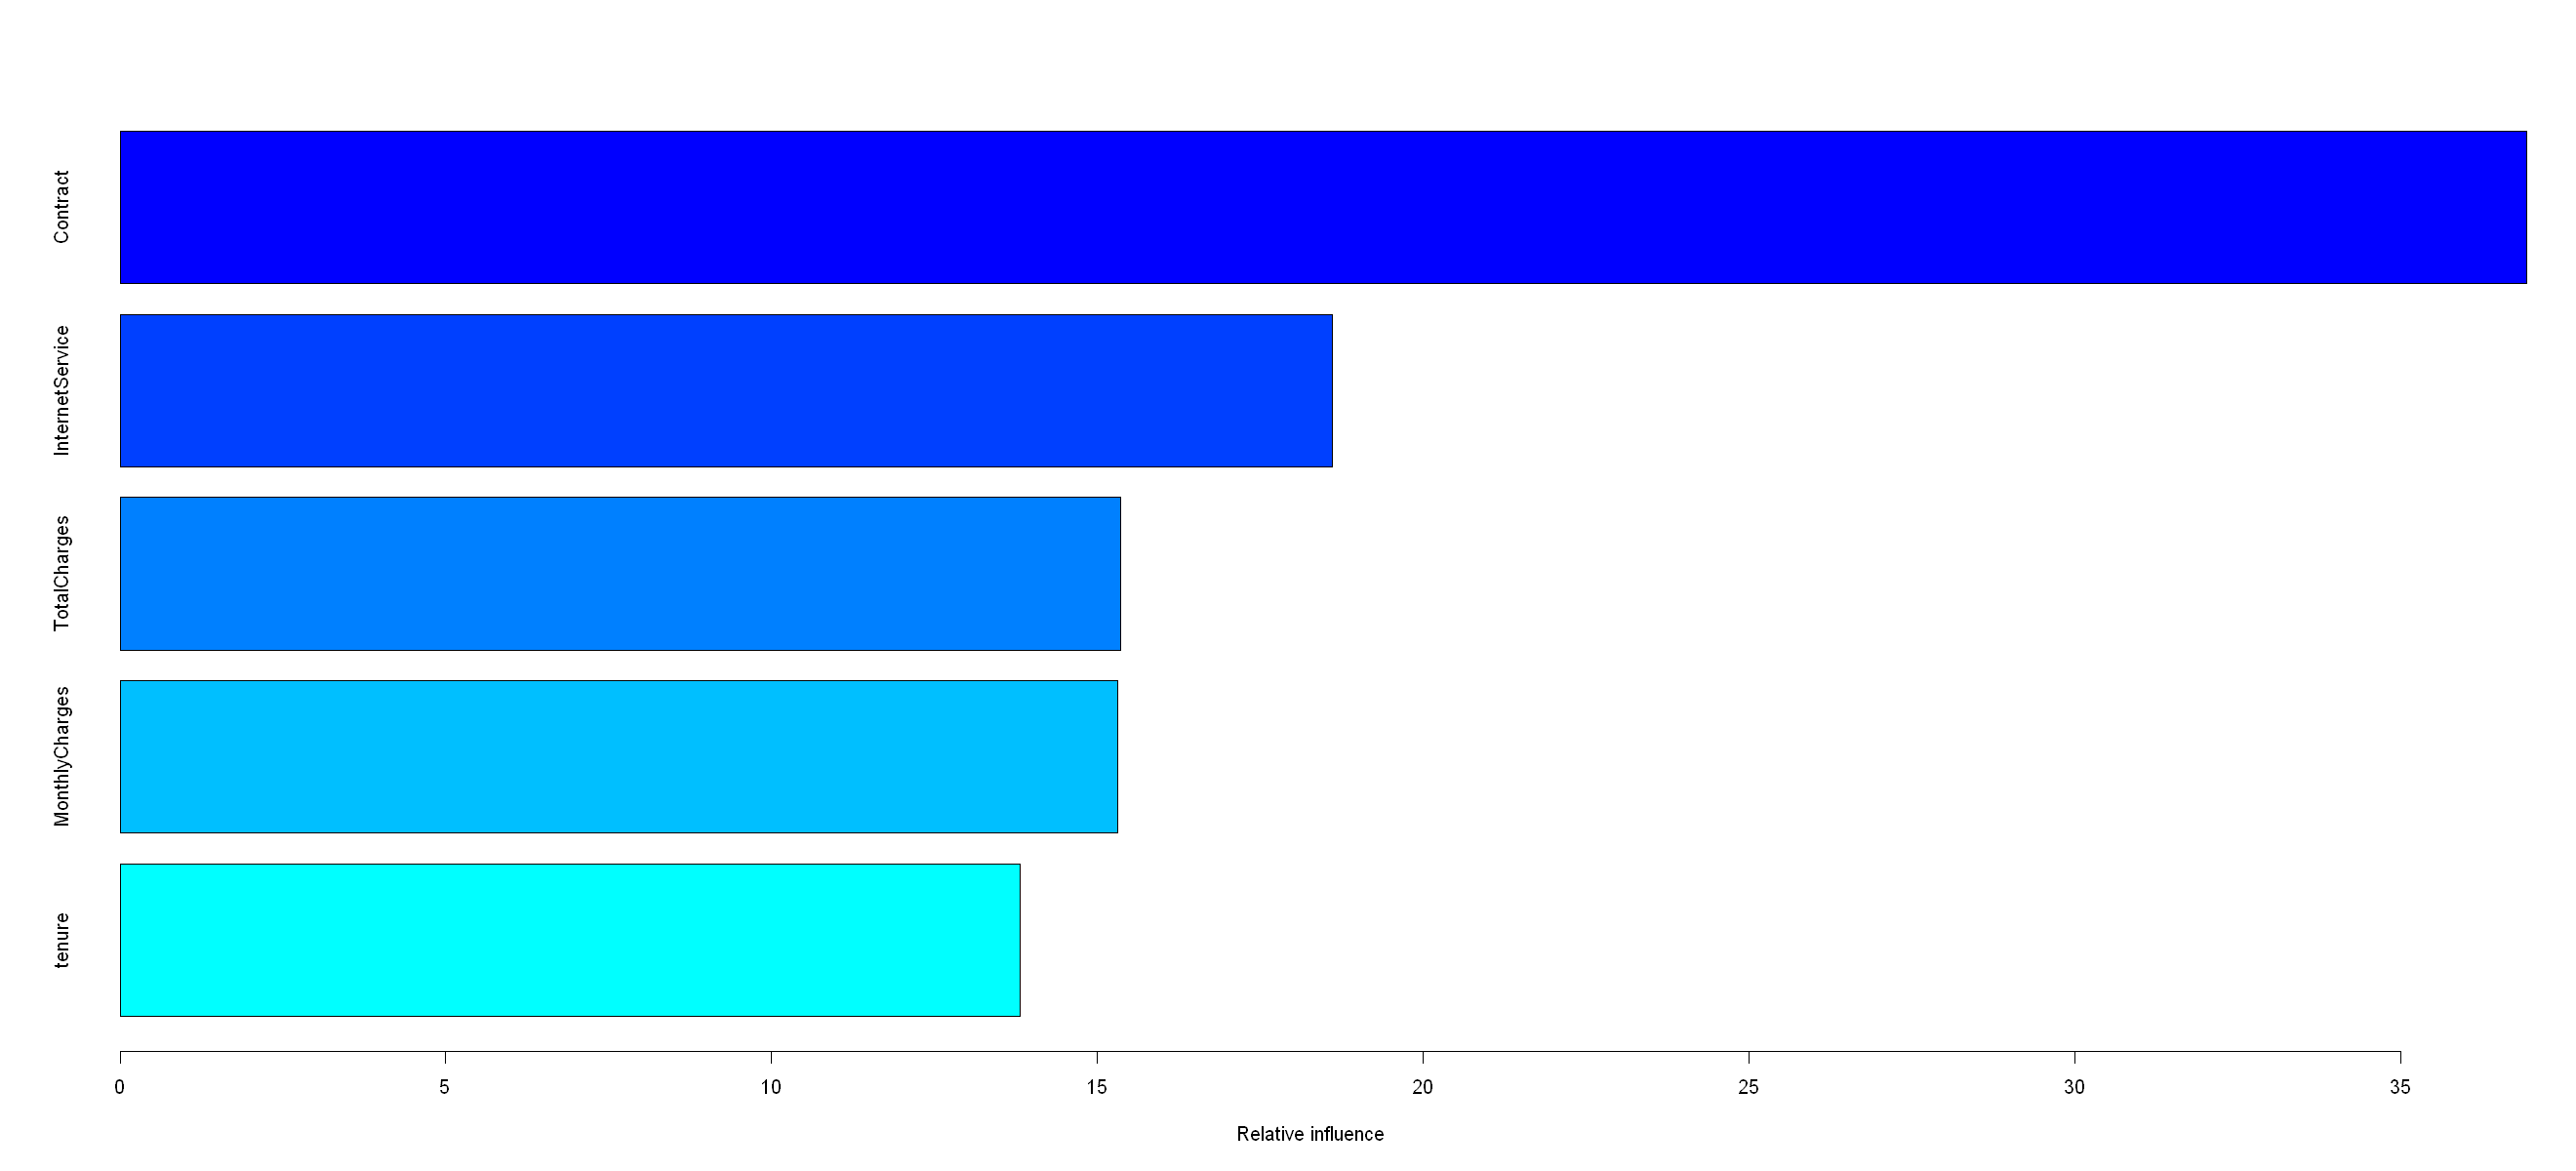 Contract
InternetService
TotalCharges
MonthlyCharges
tenure
0 5 10 15 20 25 30 35
Relative influence